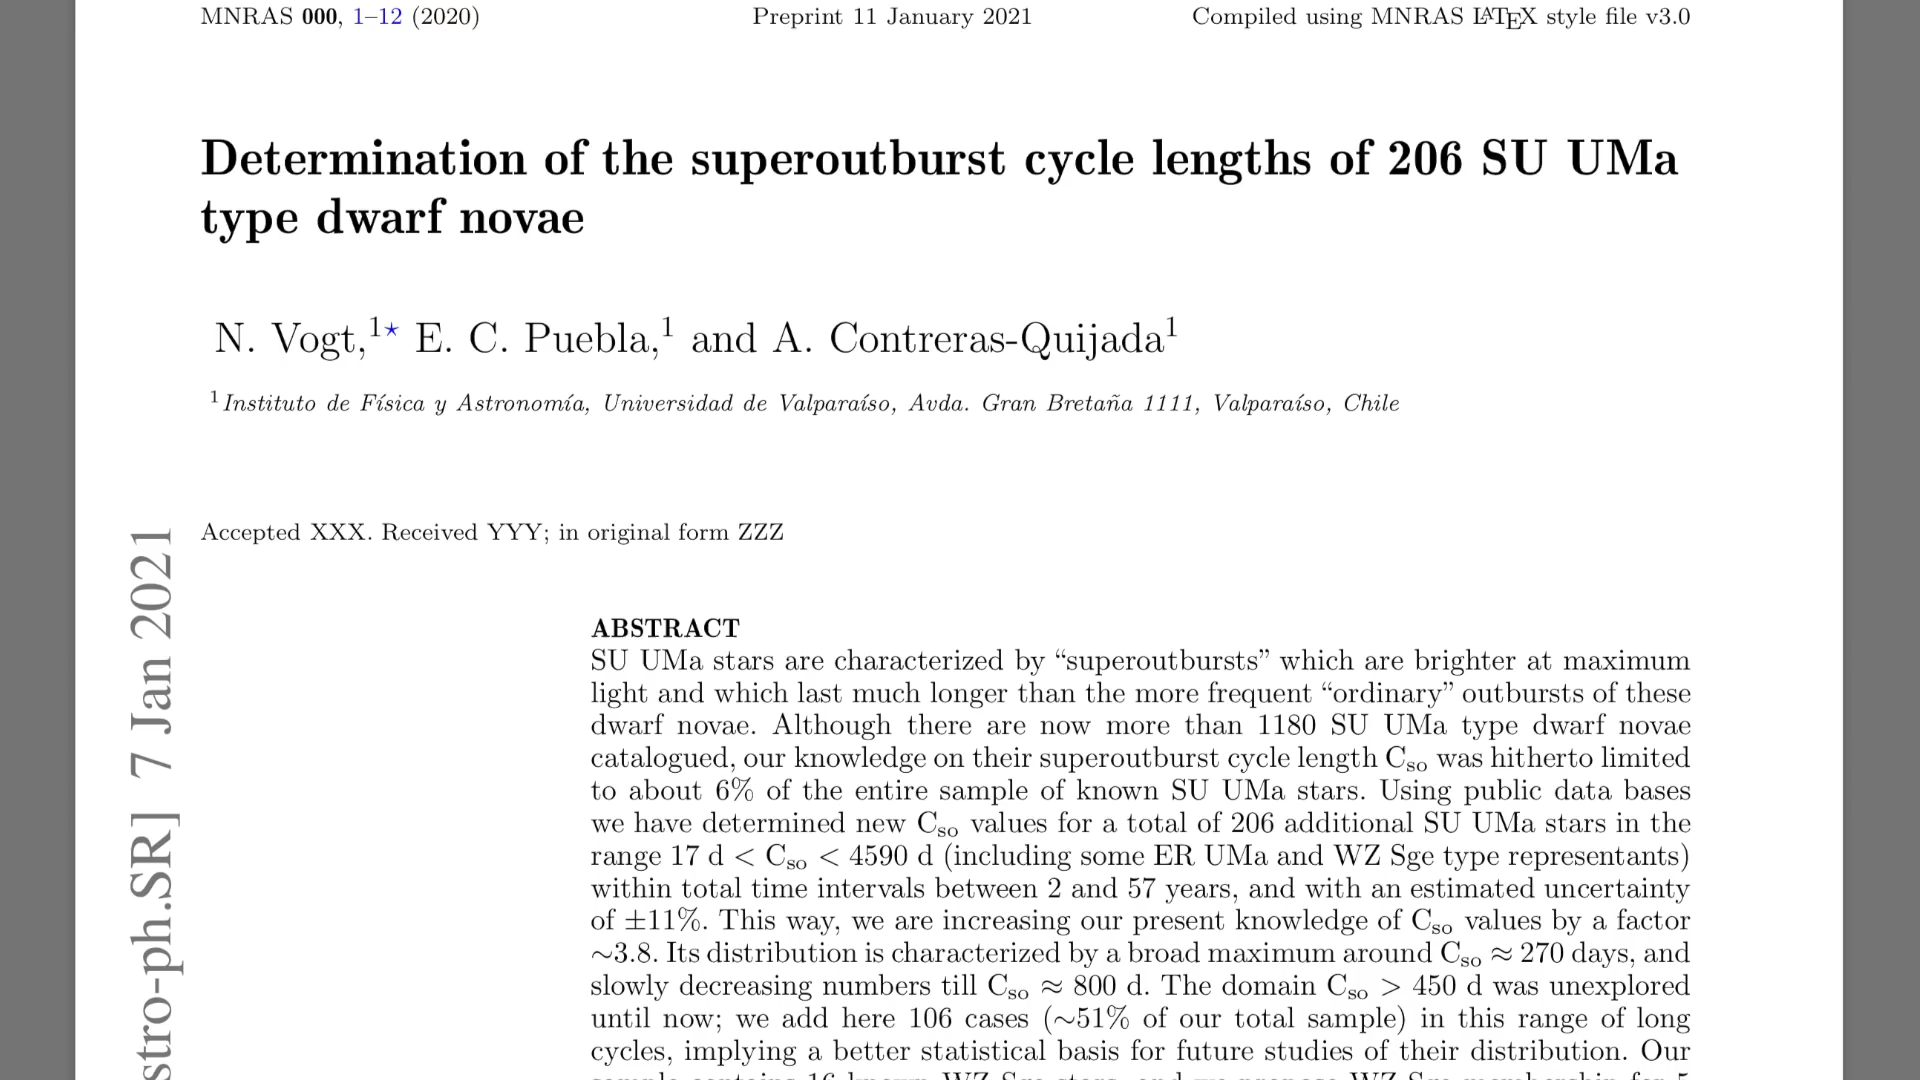 MNRAS 000, 1–12 (2020) Preprint 11 January 2021 Compiled using MNRAS LATEX style file v3.0
Determination of the superoutburst cycle lengths of 206 SU UMa
type dwarf novae
N. Vogt,1⋆ E. C. Puebla,1 and A. Contreras-Quijada1
1 Instituto de Física y Astronomía, Universidad de Valparaíso, Avda. Gran Bretaña 1111, Valparaíso, Chile
Accepted XXX. Received YYY; in original form ZZZ
stro-ph.SR] 7 Jan 2021
ABSTRACT
SU UMa stars are characterized by “superoutbursts” which are brighter at maximum
light and which last much longer than the more frequent “ordinary” outbursts of these
dwarf novae. Although there are now more than 1180 SU UMa type dwarf novae
catalogued, our knowledge on their superoutburst cycle length Cso was hitherto limited
to about 6% of the entire sample of known SU UMa stars. Using public data bases
we have determined new Cso values for a total of 206 additional SU UMa stars in the
range 17 d < Cso < 4590 d (including some ER UMa and WZ Sge type representants)
within total time intervals between 2 and 57 years, and with an estimated uncertainty
of ±11%. This way, we are increasing our present knowledge of Cso values by a factor
∼3.8. Its distribution is characterized by a broad maximum around Cso ≈ 270 days, and
slowly decreasing numbers till Cso ≈ 800 d. The domain Cso > 450 d was unexplored
until now; we add here 106 cases (∼51% of our total sample) in this range of long
cycles, implying a better statistical basis for future studies of their distribution. Our